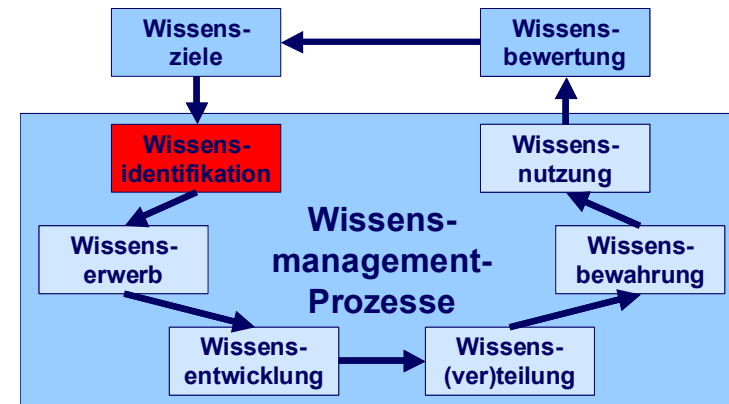 Wissens-
ziele
Wissens-
bewertung
Wissens-
identifikation
Wissens-
nutzung
Wissens-
management-
Prozesse
Wissens-
erwerb
Wissens-
bewahrung
Wissens-
entwicklung
Wissens-
(ver)teilung